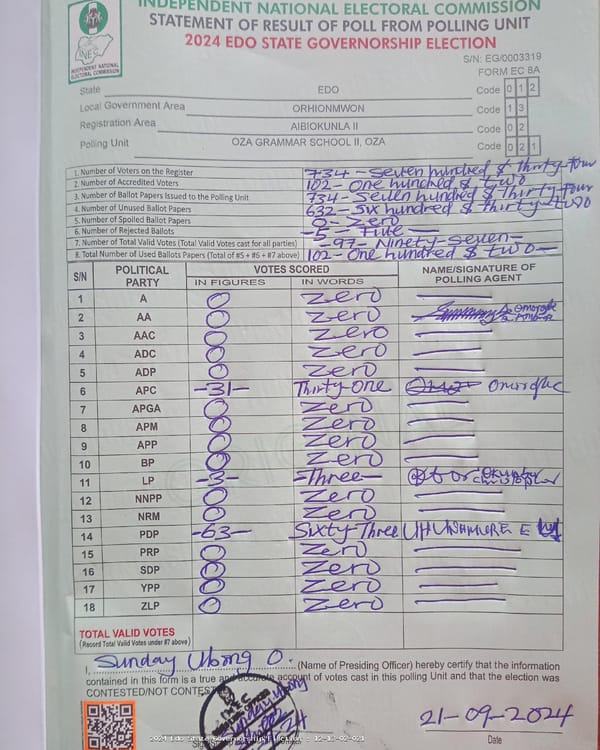 INDEPENDENT NATIONAL ELECTORAL COMMISSION
STATEMENT OF RESULT OF POLL FROM POLLING UNIT
2024 EDO STATE GOVERNORSHIP ELECTION
INEC
INDEPENDENT NATIONAL ELECTORAL COMMISSION
S/N: EG/0003319
FORM EC 8A
State EDO Code 0 1 2
Local Government Area ORHIONMWON Code 1 3
Registration Area AIBIOKUNLA II Code 0 2
Polling Unit OZA GRAMMAR SCHOOL II, OZA Code 0 2 1
1. Number of Voters on the Register 734 - Seven hundred & thirty four
2. Number of Accredited Voters 102 - One hundred & two
3. Number of Ballot Papers Issued to the Polling Unit 734 - Seven hundred & Thirty four
4. Number of Unused Ballot Papers 632 - Six hundred & thirty-two
5. Number of Spoiled Ballot Papers 0 - Zero
6. Number of Rejected Ballots -5- Five
7. Number of Total Valid Votes (Total Valid Votes cast for all parties) -97- Ninety-seven-
8. Total Number of Used Ballots Papers (Total of #5 + #6 + #7 above) 102- One hundred & two-
S/N POLITICAL PARTY VOTES SCORED NAME/SIGNATURE OF POLLING AGENT
IN FIGURES IN WORDS
1 A 0 Zero
2 AA 0 Zero
3 AAC 0 Zero
4 ADC 0 Zero
5 ADP 0 Zero
6 APC -31- Thirty one Omoroghe
7 APGA 0 Zero
8 APM 0 Zero
9 APP 0 Zero
10 BP 0 Zero
11 LP -3- -Three-
12 NNPP 0 Zero
13 NRM 0 Zero
14 PDP -63- Sixty Three
15 PRP 0 Zero
16 SDP 0 Zero
17 YPP 0 Zero
18 ZLP 0 Zero
TOTAL VALID VOTES
(Record Total Valid Votes under #7 above)
I, Sunday Ubong O. (Name of Presiding Officer) hereby certify that the information
contained in this form is a true and accurate account of votes cast in this polling Unit and that the election was
CONTESTED/NOT CONTESTED
Sunday Ubong
21-09-2024
Date
2024 Edo State Governorship Election - 12-13-02-021